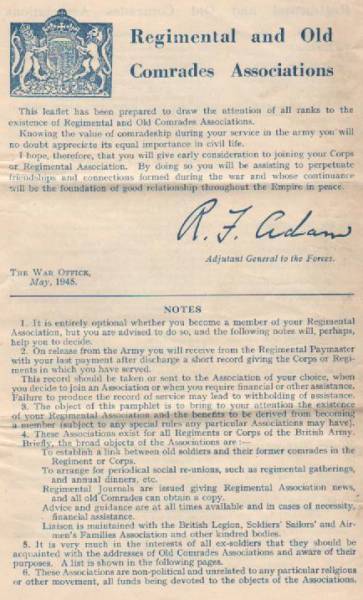 Regimental and Old
Comrades Associations
This leaflet has been prepared to draw the attention of all ranks to the
existence of Regimental and Old Comrades Associations.
Knowing the value of comradeship during your service in the army you will
no doubt appreciate its equal importance in civil life.
I hope, therefore, that you will give early consideration to joining your Corps
or Regimental Association. By doing so you will be assisting to perpetuate
friendships and connections formed during the war and whose continuance
will be the foundation of good relationship throughout the Empire in peace.
R. F. Adam
Adjutant General to the Forces.
THE WAR OFFICE,
May, 1945.
NOTES
1. It is entirely optional whether you become a member of your Regimental
Association, but you are advised to do so, and the following notes will, perhaps,
help you to decide.
2. On release from the Army you will receive from the Regimental Paymaster
with your last payment after discharge a short record giving the Corps or Regi-
ments in which you have served.
This record should be taken or sent to the Association of your choice, when
you decide to join an Association or when you require financial or other assistance.
Failure to produce the record of service may lead to withholding of assistance.
3. The object of this pamphlet is to bring to your attention the existence
of your Regimental Association and the benefits to be derived from becoming
a member (subject to any special rules any particular Associations may have).
4. These Associations exist for all Regiments or Corps of the British Army.
Briefly, the broad objects of the Associations are :—
To establish a link between old soldiers and their former comrades in the
Regiment or Corps.
To arrange for periodical social re-unions, such as regimental gatherings,
and annual dinners, etc.
Regimental Journals are issued giving Regimental Association news,
and all old Comrades can obtain a copy.
Advice and guidance are at all times available and in cases of necessity,
financial assistance.
Liaison is maintained with the British Legion, Soldiers' Sailors' and Air-
men's Families Association and other kindred bodies.
5. It is very much in the interests of all ex-soldiers that they should be
acquainted with the addresses of Old Comrades Associations and aware of their
purposes. A list is shown in the following pages.
6. These Associations are non-political and unrelated to any particular religious
or other movement, all funds being devoted to the objects of the Associations.